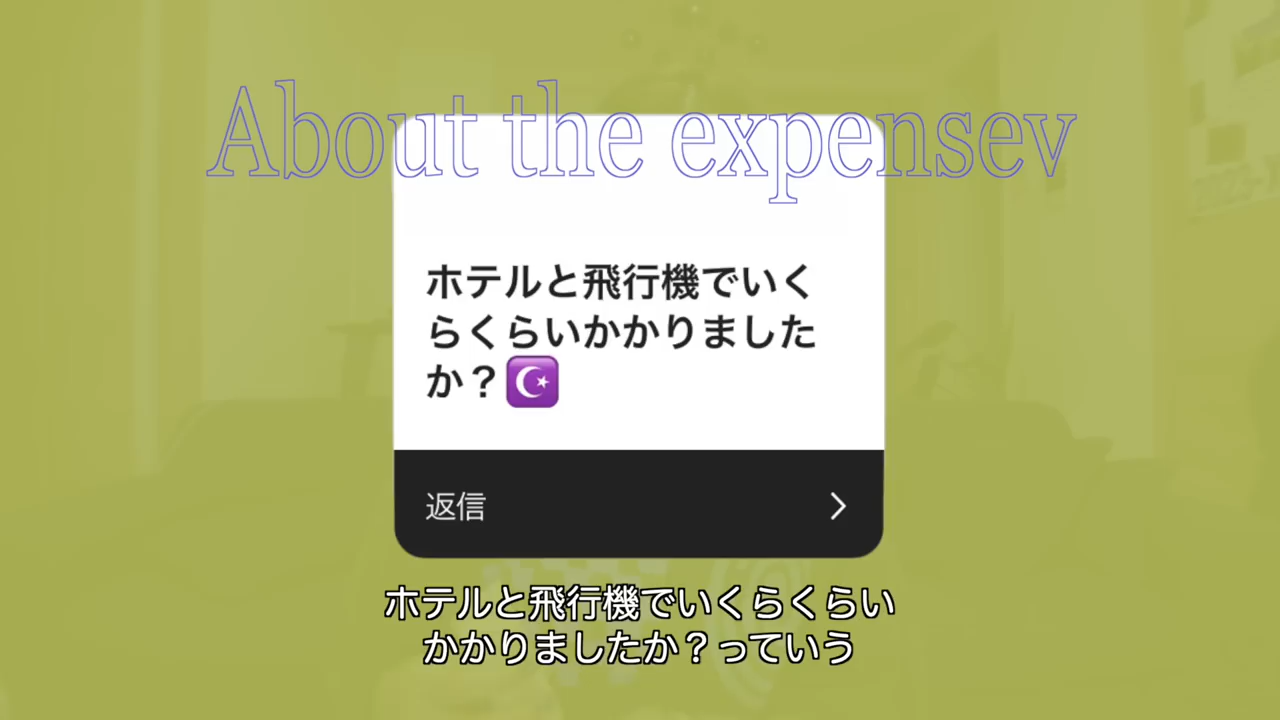 About the expensev
ホテルと飛行機でいく
らくらいかかりました
か？☪️
返信
ホテルと飛行機でいくらくらい
かかりましたか？っていう